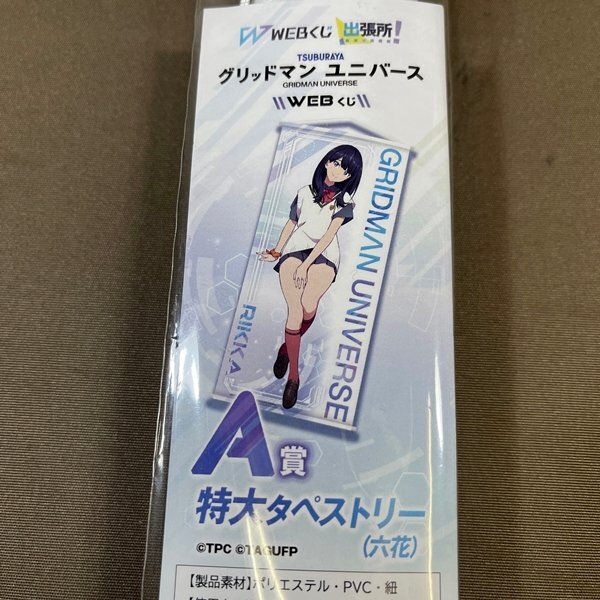 WEBくじ 出張所!
TSUBURAYA
グリッドマン ユニバース
GRIDMAN UNIVERSE
WEBくじ
GRIDMAN UNIVERSE
RIKKA
A賞
特大タペストリー
(六花)
©TPC ©TAGUFP
【製品素材】ポリエステル・PVC・紐